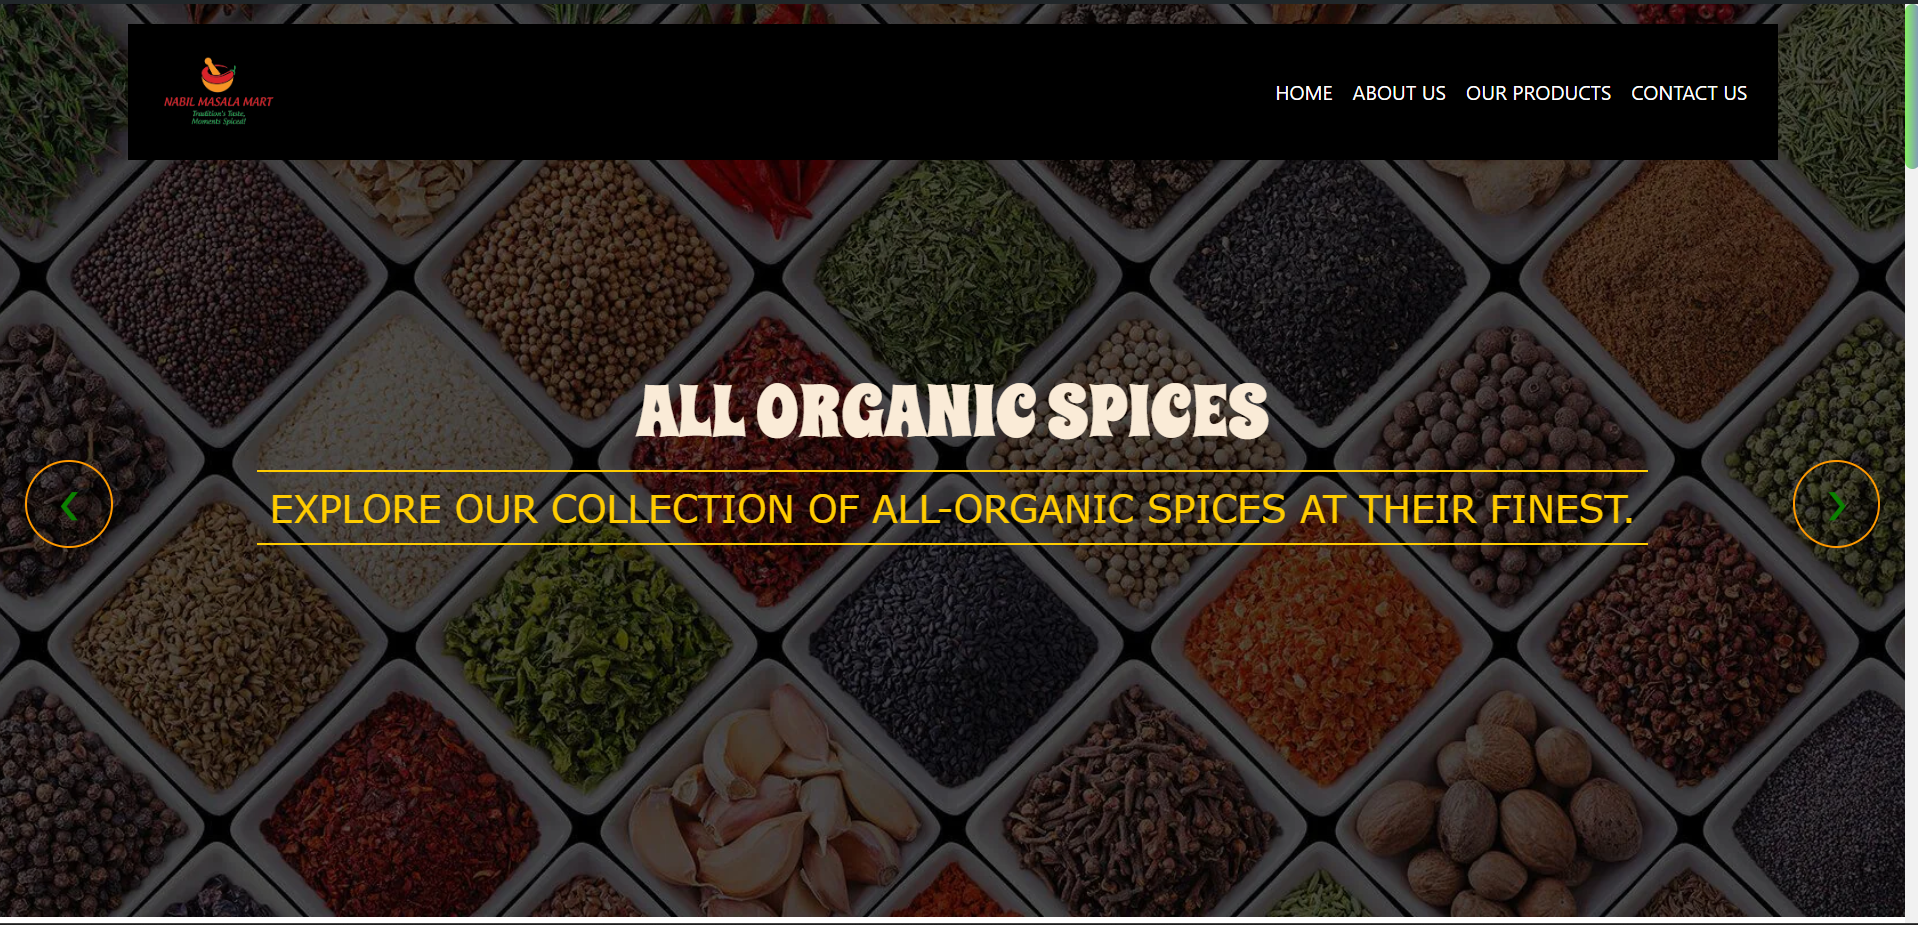 NABIL MASALA MART
Tradition's Taste,
Moments Spiced!
HOME ABOUT US OUR PRODUCTS CONTACT US
ALL ORGANIC SPICES
EXPLORE OUR COLLECTION OF ALL-ORGANIC SPICES AT THEIR FINEST.